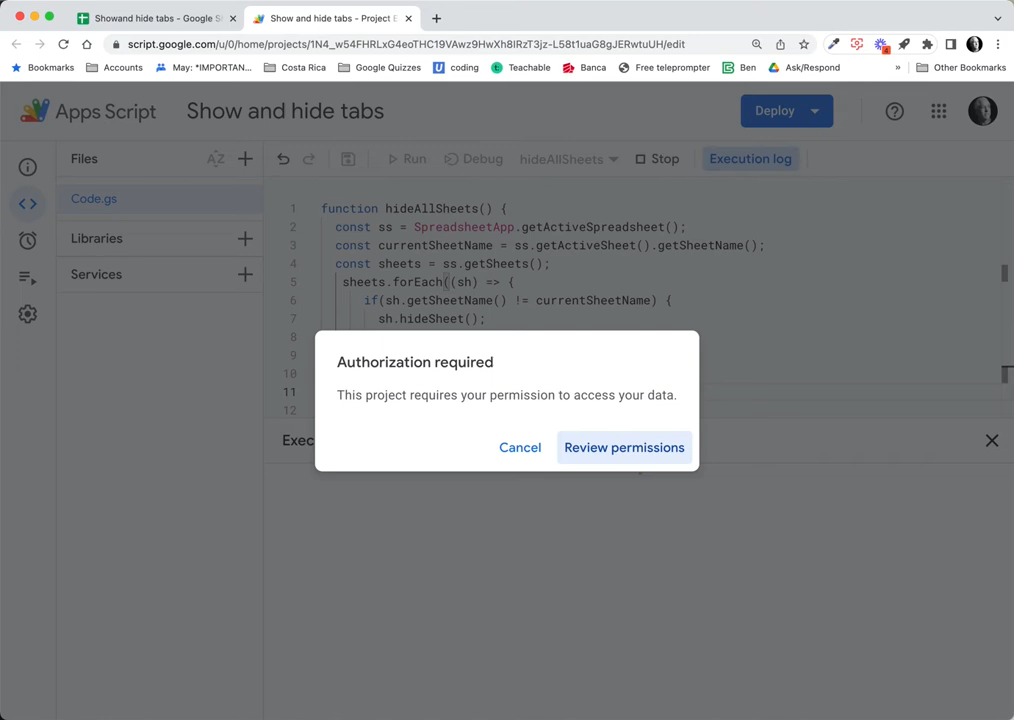 Showand hide tabs - Google S
Show and hide tabs - Project E
script.google.com/u/0/home/projects/1N4_w54FHRLxG4eoTHC19VAwz9HwXh8IRzT3jz-L58t1uaG8gJERwtuUH/edit
Bookmarks
Accounts
May: *IMPORTAN...
Costa Rica
Google Quizzes
coding
Teachable
Banca
Free teleprompter
Ben
Ask/Respond
»
Other Bookmarks
Apps Script
Show and hide tabs
Deploy
Files
AZ
Run
Debug
hideAllSheets
Stop
Execution log
Code.gs
Libraries
Services
1 function hideAllSheets() {
2 const ss = SpreadsheetApp.getActiveSpreadsheet();
3 const currentSheetName = ss.getActiveSheet().getSheetName();
4 const sheets = ss.getSheets();
5 sheets.forEach((sh) => {
6 if(sh.getSheetName() != currentSheetName) {
7 sh.hideSheet();
8
9
10
11
12
Exec
Authorization required
This project requires your permission to access your data.
Cancel
Review permissions